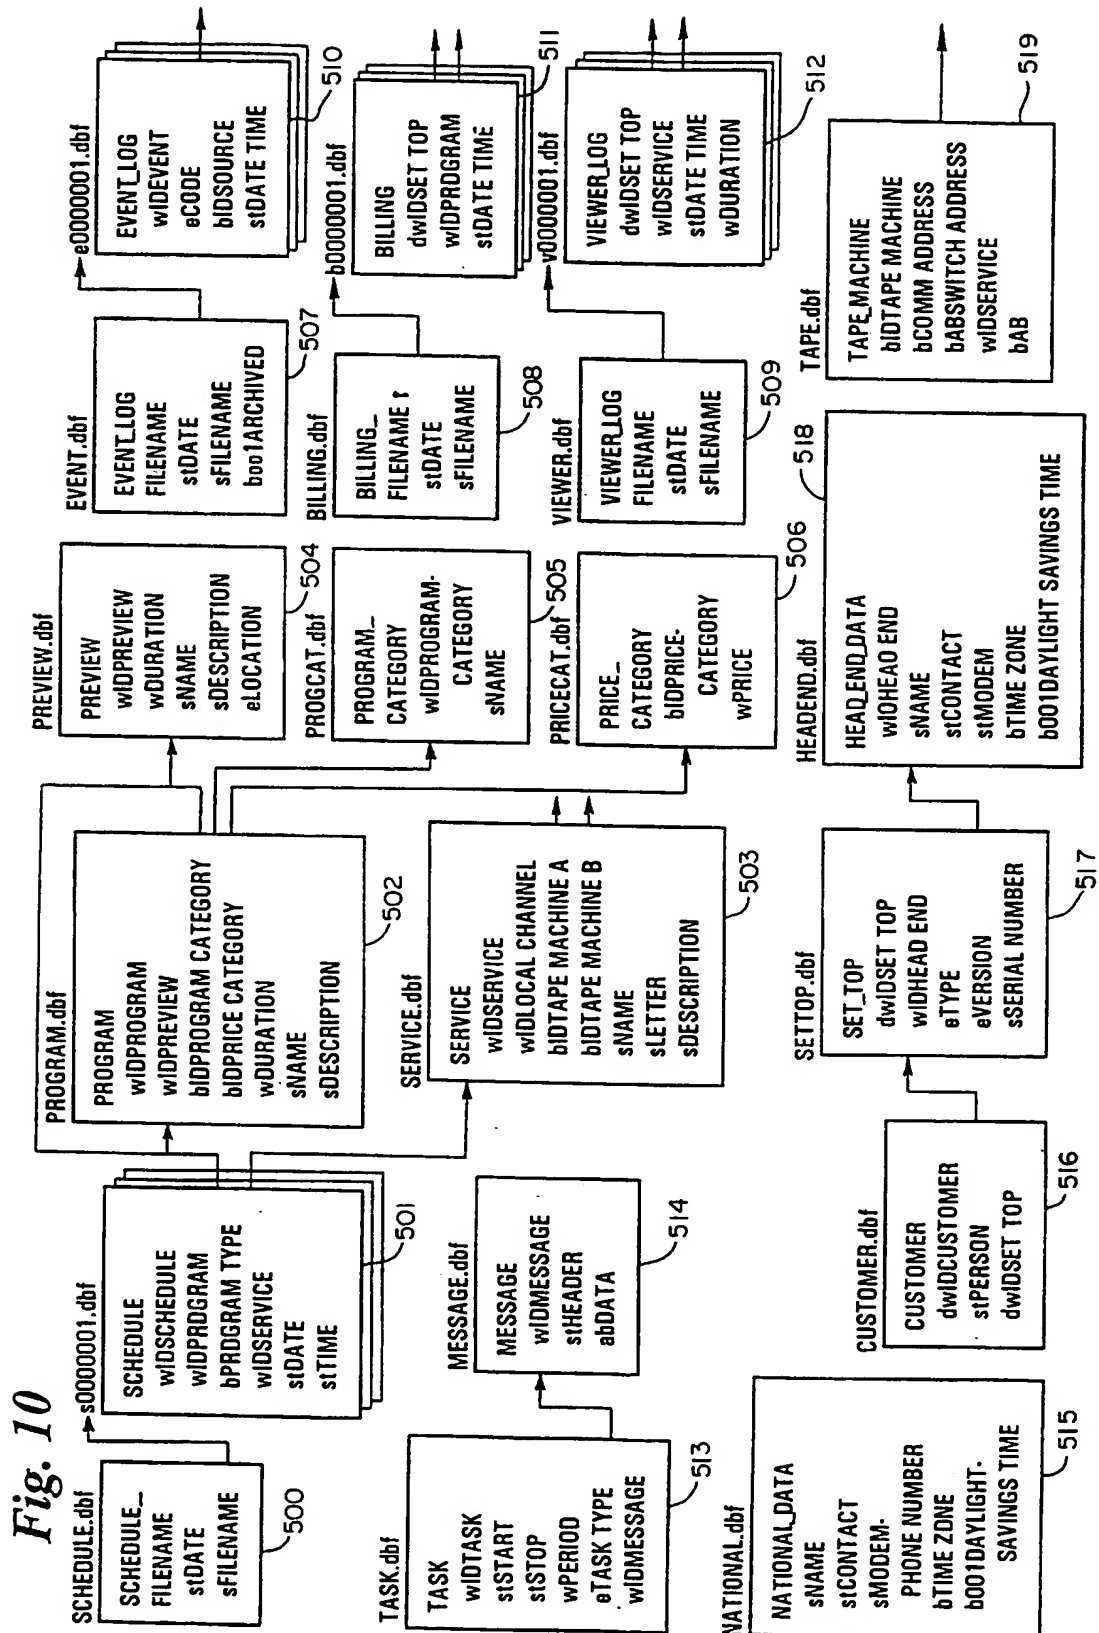 Fig. 10
SCHEDULE.dbf
SCHEDULE_
FILENAME
stDATE
sFILENAME
500
s0000001.dbf
SCHEDULE
wIDSCHEDULE
wIDPRDGRAM
bPRDGRAM TYPE
wIDSERVICE
stDATE
stTIME
501
PROGRAM.dbf
PROGRAM
wIDPROGRAM
wIDPREVIEW
bIDPROGRAM CATEGORY
bIDPRICE CATEGORY
wDURATION
sNAME
sDESCRIPTION
502
SERVICE.dbf
SERVICE
wIDSERVICE
wIDLOCAL CHANNEL
bIDTAPE MACHINE A
bIDTAPE MACHINE B
sNAME
sLETTER
sDESCRIPTION
503
PREVIEW.dbf
PREVIEW
wIDPREVIEW
wDURATION
sNAME
sDESCRIPTION
eLOCATION
504
PROGCAT.dbf
PROGRAM_
CATEGORY
wIDPROGRAM-
CATEGORY
sNAME
505
PRICECAT.dbf
PRICE_
CATEGORY
bIDPRICE-
CATEGORY
wPRICE
506
EVENT.dbf
EVENT_LOG
FILENAME
stDATE
sFILENAME
boo1ARCHIVED
507
BILLING.dbf
BILLING_
FILENAME r
stDATE
sFILENAME
508
VIEWER.dbf
VIEWER_LOG
FILENAME
stDATE
sFILENAME
509
e0000001.dbf
EVENT_LOG
wIDEVENT
eCODE
bIDSOURCE
stDATE TIME
510
b0000001.dbf
BILLING
dwIDSET TOP
wIDPROGRAM
stDATE TIME
511
v0000001.dbf
VIEWER_LOG
dwIDSET TOP
wIDSERVICE
stDATE TIME
wDURATION
512
TASK.dbf
TASK
wIDTASK
stSTART
stSTOP
wPERIOD
eTASK TYPE
wIDMESSAGE
513
MESSAGE.dbf
MESSAGE
wIDMESSAGE
stHEADER
abDATA
514
NATIONAL.dbf
NATIONAL_DATA
sNAME
stCONTACT
sMODEM-
PHONE NUMBER
bTIME ZDNE
bOO1DAYLIGHT-
SAVINGS TIME
515
CUSTOMER.dbf
CUSTOMER
dwIDCUSTOMER
stPERSON
dwIDSET TOP
516
SETTOP.dbf
SET_TOP
dwIDSET TOP
wIDHEAD END
eTYPE
eVERSION
sSERIAL NUMBER
517
HEADEND.dbf
HEAD_END_DATA
wIOHEAO END
sNAME
stCONTACT
stMODEM
bTIME ZONE
bOO1DAYLIGHT SAVINGS TIME
518
TAPE.dbf
TAPE_MACHINE
bIDTAPE MACHINE
bCOMM ADDRESS
bABSWITCH ADDRESS
wIDSERVICE
bAB
519